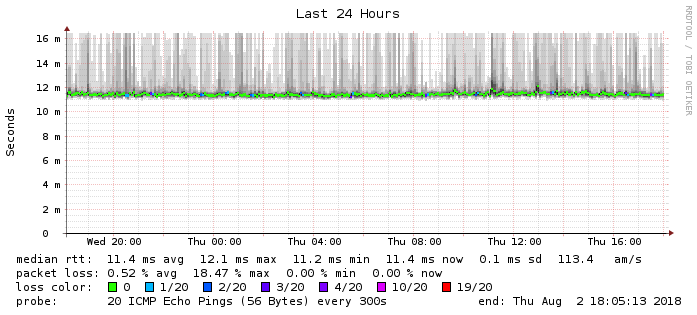 Last 24 Hours
RRDTOOL / TOBI OETIKER
Seconds
16 m
14 m
12 m
10 m
8 m
6 m
4 m
2 m
0
Wed 20:00 Thu 00:00 Thu 04:00 Thu 08:00 Thu 12:00 Thu 16:00
median rtt: 11.4 ms avg 12.1 ms max 11.2 ms min 11.4 ms now 0.1 ms sd 113.4 am/s
packet loss: 0.52 % avg 18.47 % max 0.00 % min 0.00 % now
loss color: 0 1/20 2/20 3/20 4/20 10/20 19/20
probe: 20 ICMP Echo Pings (56 Bytes) every 300s end: Thu Aug 2 18:05:13 2018